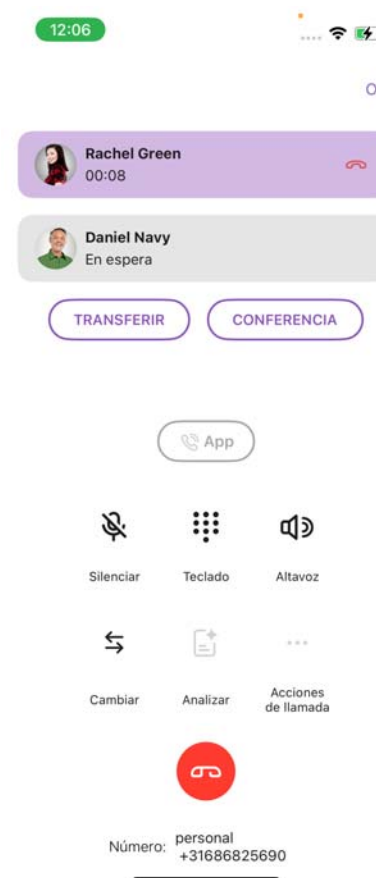 12:06
O
Rachel Green
00:08
Daniel Navy
En espera
TRANSFERIR
CONFERENCIA
App
Silenciar
Teclado
Altavoz
Cambiar
Analizar
Acciones
de llamada
Número:
personal
+31686825690